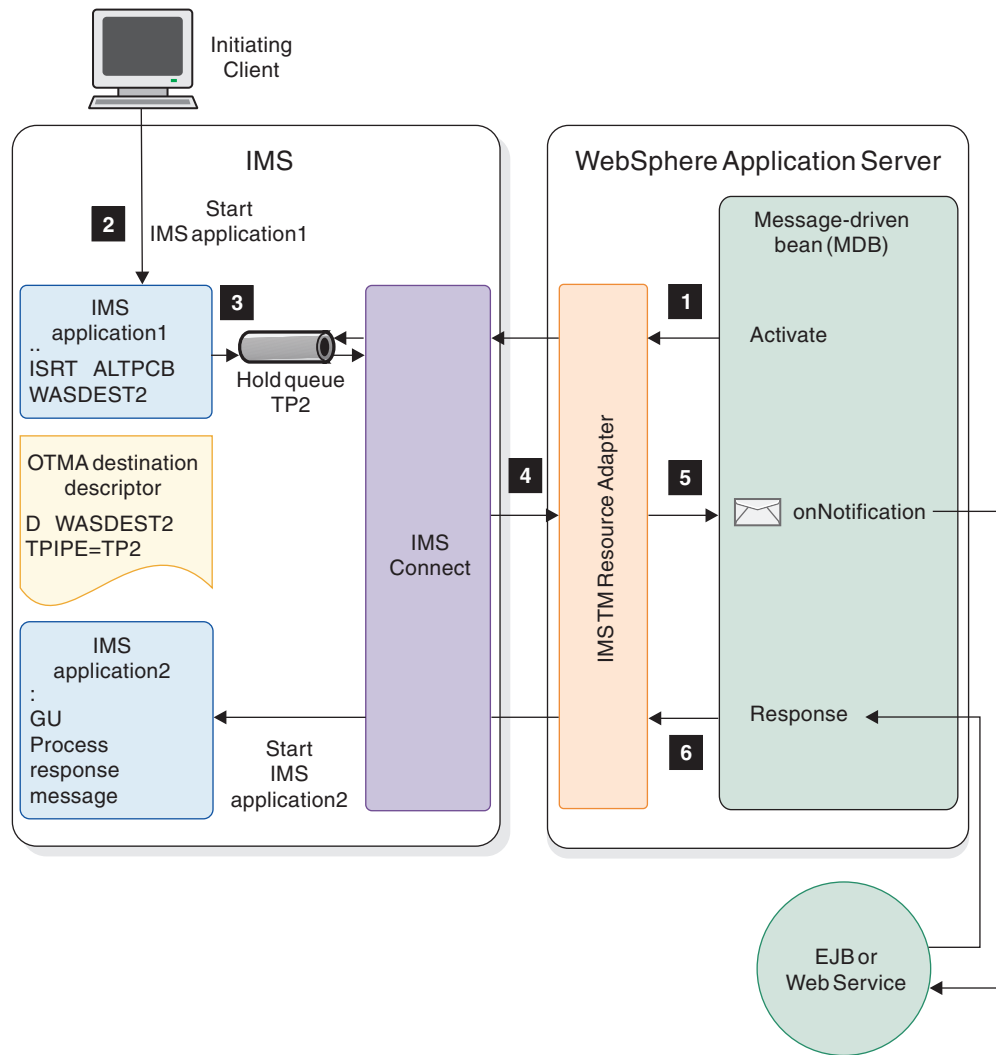 Initiating
Client
IMS
WebSphere Application Server
2
Start
IMS application1
Message-driven
bean (MDB)
IMS
application1
..
ISRT ALTPCB
WASDEST2
3
Hold queue
TP2
1
Activate
OTMA destination
descriptor
D WASDEST2
TPIPE=TP2
IMS
Connect
4
IMS TM Resource Adapter
5
onNotification
IMS
application2
:
GU
Process
response
message
Start
IMS
application2
6
Response
EJB or
Web Service